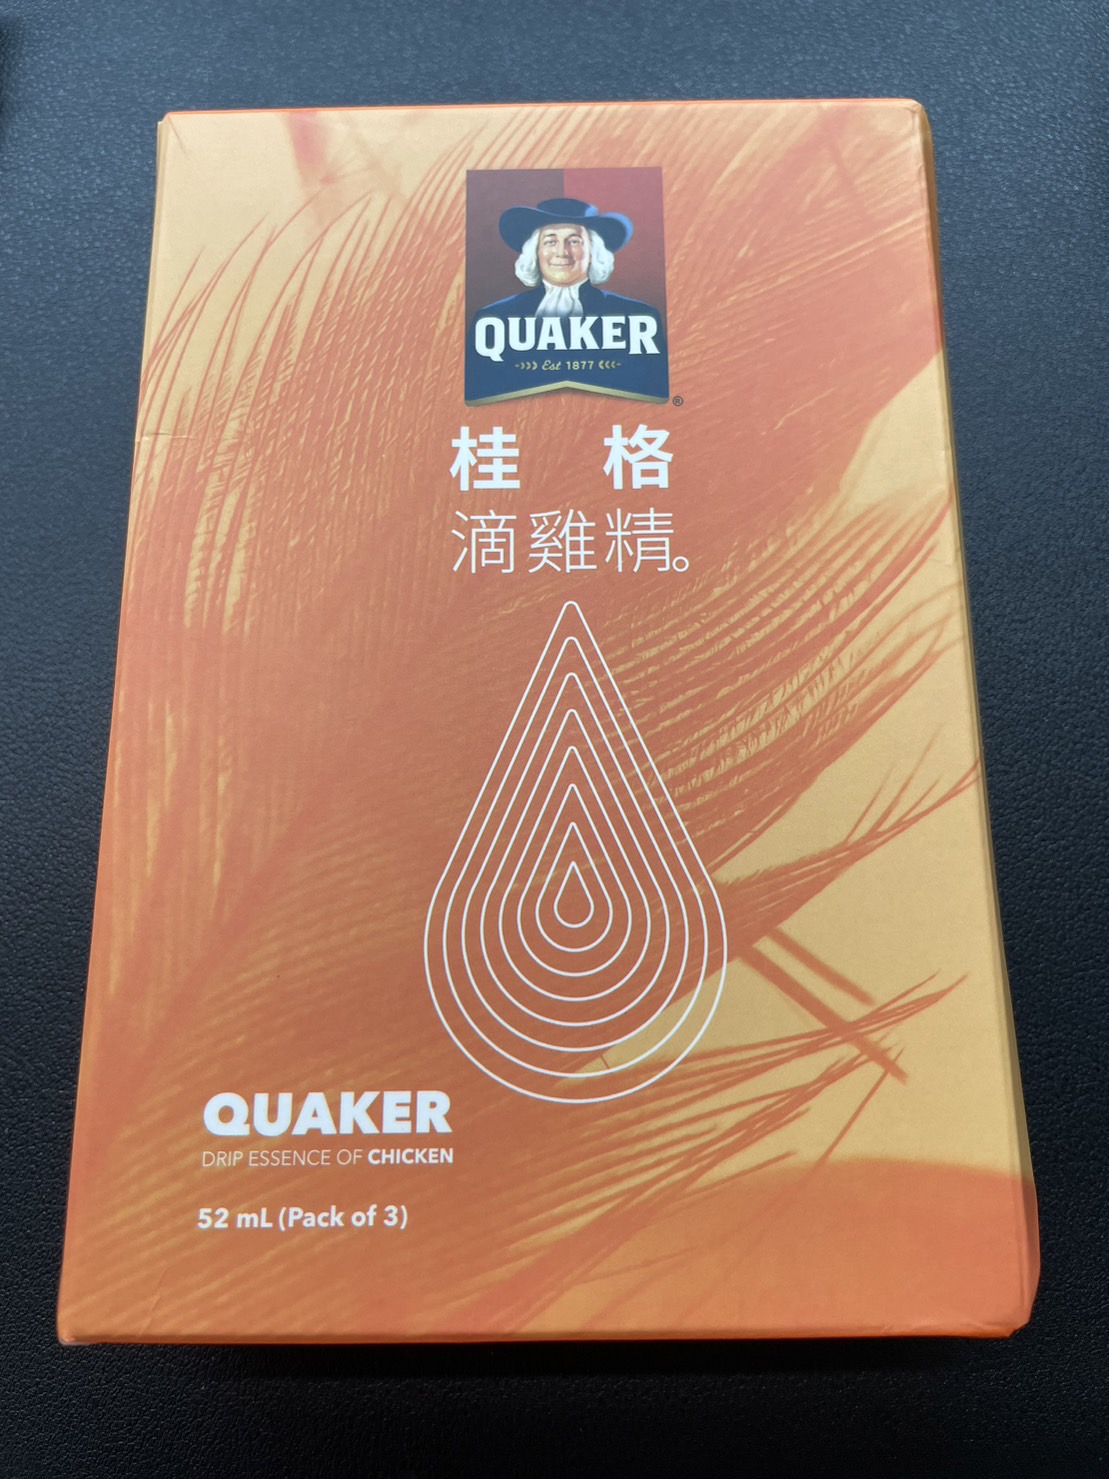 QUAKER
Est 1877
®
桂格
滴雞精。
QUAKER
DRIP ESSENCE OF CHICKEN
52 mL (Pack of 3)